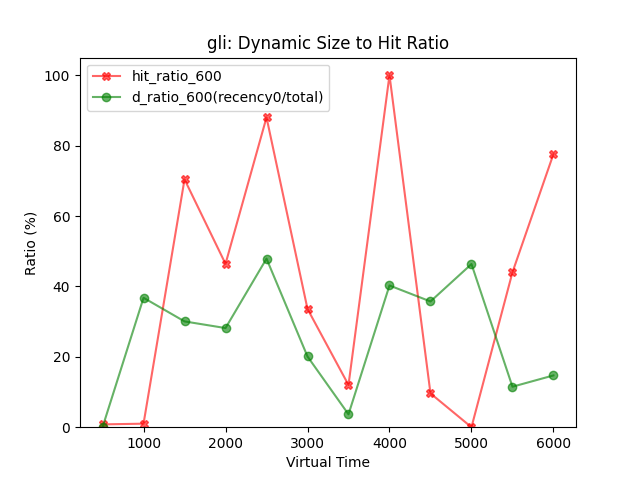 gli: Dynamic Size to Hit Ratio
hit_ratio_600
d_ratio_600(recency0/total)
100
80
60
40
20
0
Ratio (%)
1000 2000 3000 4000 5000 6000
Virtual Time